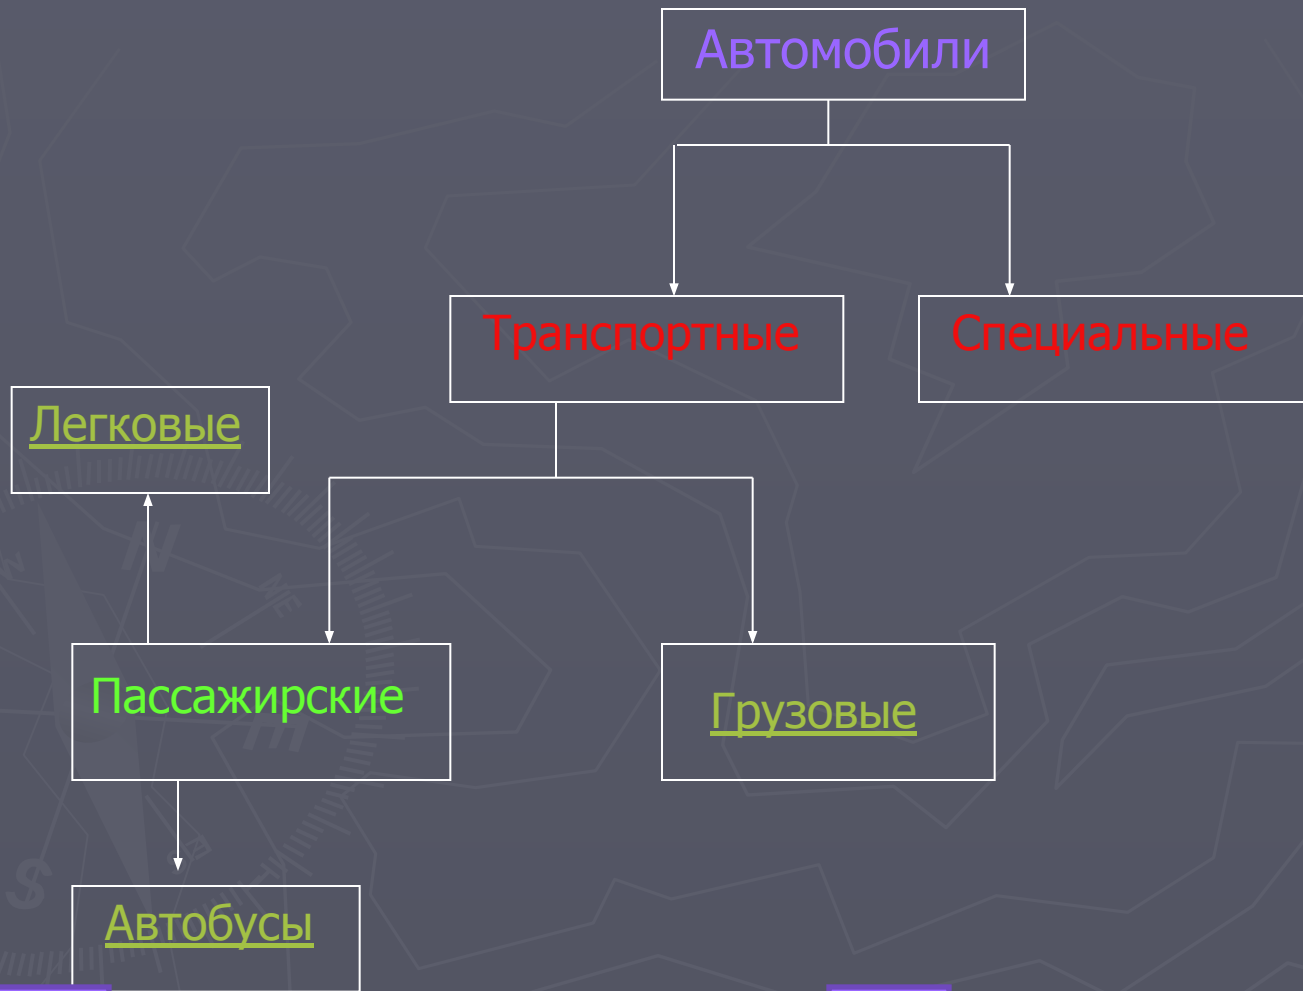 Автомобили
Транспортные
Специальные
Легковые
Пассажирские
Грузовые
Автобусы